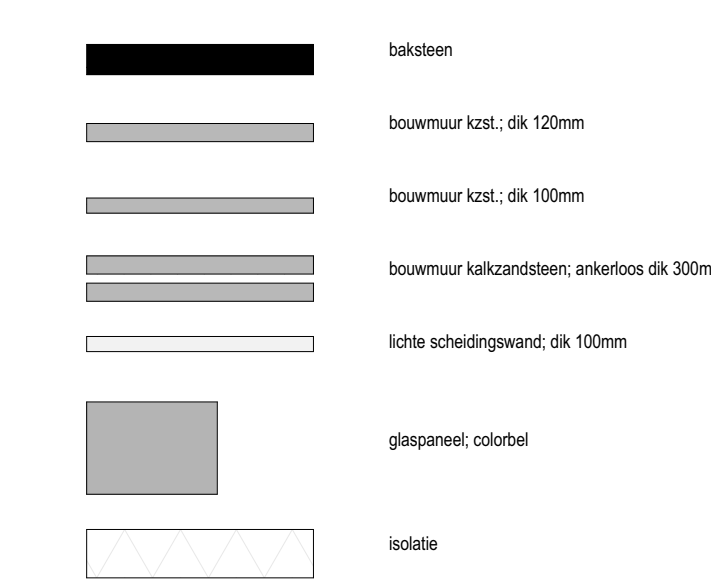 baksteen
bouwmuur kzst.; dik 120mm
bouwmuur kzst.; dik 100mm
bouwmuur kalkzandsteen; ankerloos dik 300m
lichte scheidingswand; dik 100mm
glaspaneel; colorbel
isolatie